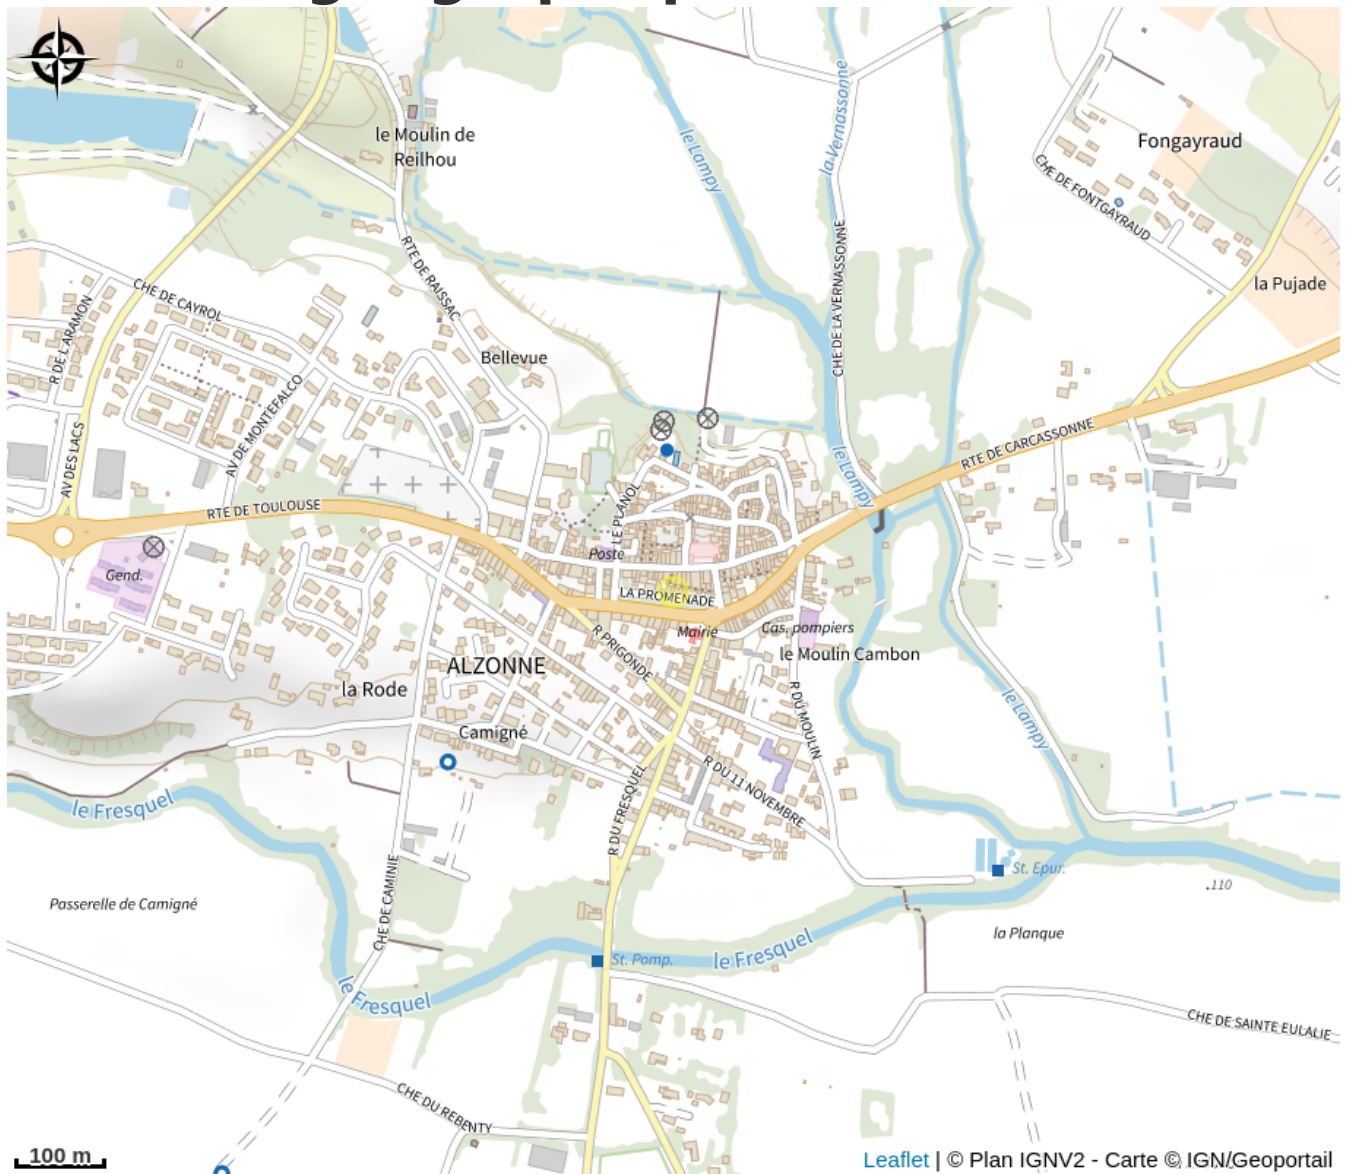 le Moulin de
Reilhou
le Lampy
la Vernassonne
Fongayraud
CHE DE FONTGAYRAUD
la Pujade
RTE DE RAISSAC
CHE DE LA VERNASSONNE
CHE DE CAYROL
R DE L'ARAMON
Bellevue
AV DE MONTEFALCO
AV DES LACS
RTE DE CARCASSONNE
le Lampy
RTE DE TOULOUSE
LE PLANOL
Poste
Gend.
LA PROMENADE
Mairie
Cas. pompiers
R PRIGONDE
le Moulin Cambon
ALZONNE
la Rode
R DU MOULIN
le Lampy
Camigné
R DU 11 NOVEMBRE
R DU FRESQUEL
le Fresquel
St. Epur.
.110
CHE DE CAMINIE
Passerelle de Camigné
la Planque
le Fresquel
St. Pomp.
le Fresquel
CHE DE SAINTE EULALIE
CHE DU REBENTY
100 m
Leaflet | © Plan IGNV2 - Carte © IGN/Geoportail